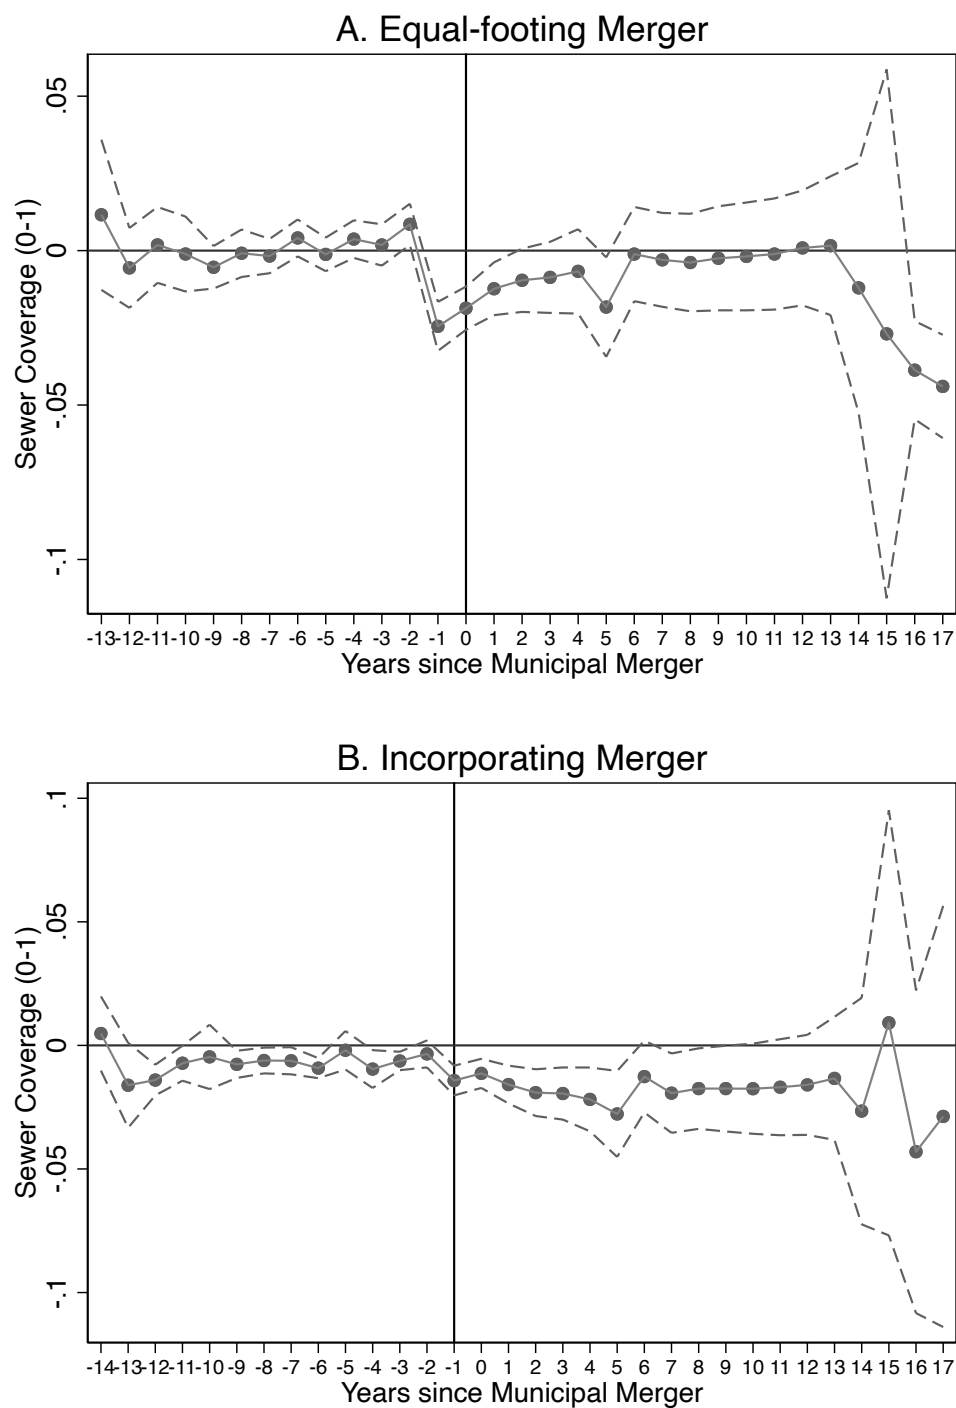 A. Equal-footing Merger
Sewer Coverage (0-1)
.05
0
-.05
-.1
-13 -12 -11 -10 -9 -8 -7 -6 -5 -4 -3 -2 -1 0 1 2 3 4 5 6 7 8 9 10 11 12 13 14 15 16 17
Years since Municipal Merger
B. Incorporating Merger
Sewer Coverage (0-1)
.1
.05
0
-.05
-.1
-14 -13 -12 -11 -10 -9 -8 -7 -6 -5 -4 -3 -2 -1 0 1 2 3 4 5 6 7 8 9 10 11 12 13 14 15 16 17
Years since Municipal Merger